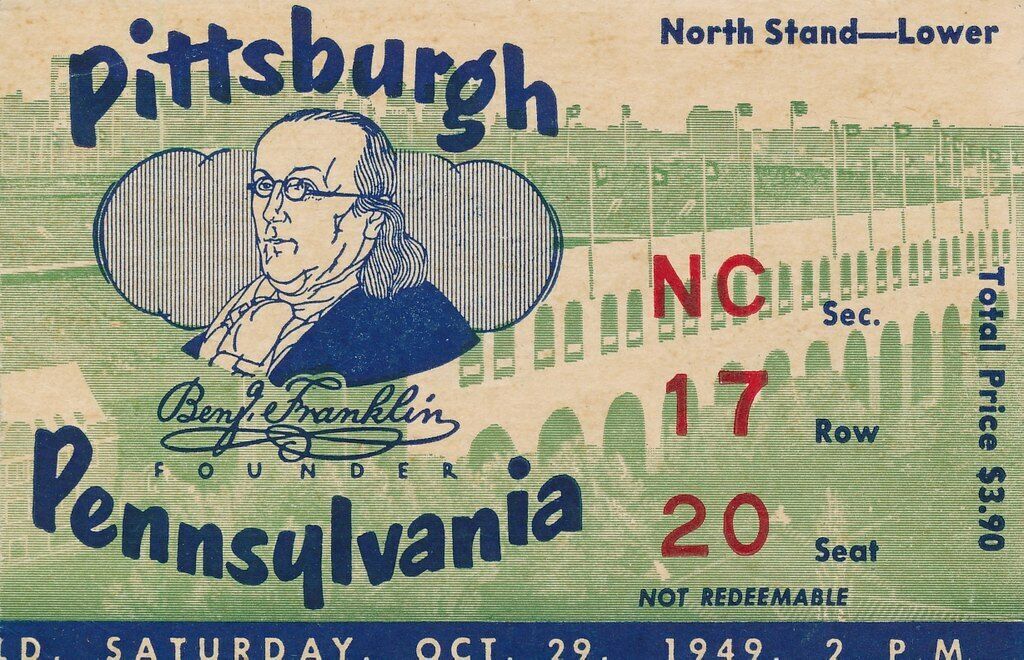 Pittsburgh
North Stand—Lower
NC Sec.
17 Row
20 Seat
Total Price $3.90
Benj. Franklin
FOUNDER
Pennsylvania
NOT REDEEMABLE
D, SATURDAY, OCT. 29, 1949, 2 P M